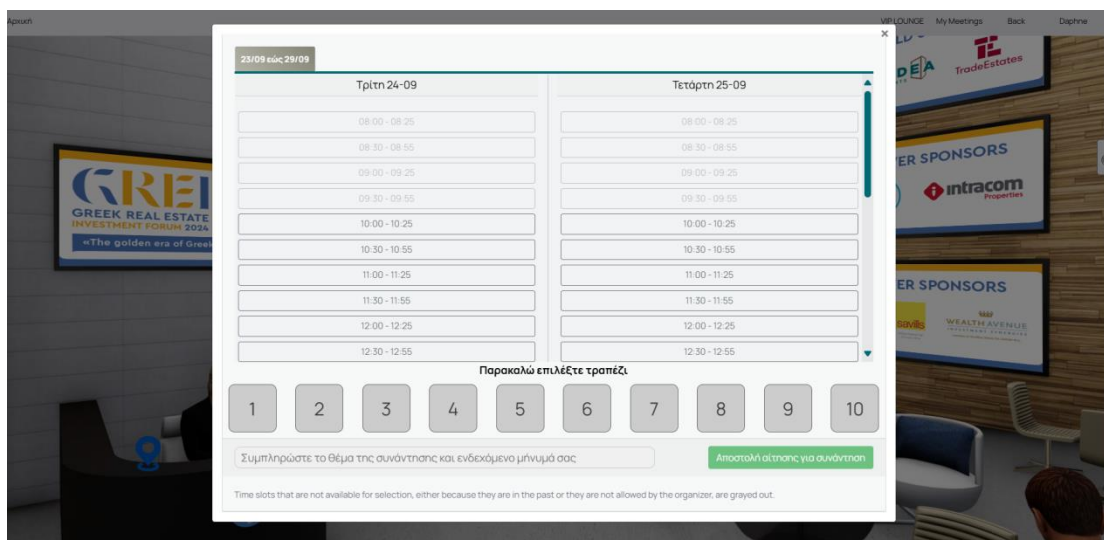 Αρχική
VIP LOUNGE My Meetings Back Daphne
×
23/09 εώς 29/09
Τρίτη 24-09 Τετάρτη 25-09
08:00 - 08:25 08:00 - 08:25
08:30 - 08:55 08:30 - 08:55
09:00 - 09:25 09:00 - 09:25
09:30 - 09:55 09:30 - 09:55
10:00 - 10:25 10:00 - 10:25
10:30 - 10:55 10:30 - 10:55
11:00 - 11:25 11:00 - 11:25
11:30 - 11:55 11:30 - 11:55
12:00 - 12:25 12:00 - 12:25
12:30 - 12:55 12:30 - 12:55
Παρακαλώ επιλέξτε τραπέζι
1 2 3 4 5 6 7 8 9 10
Συμπληρώστε το θέμα της συνάντησης και ενδεχόμενο μήνυμά σας
Αποστολή αίτησης για συνάντηση
Time slots that are not available for selection, either because they are in the past or they are not allowed by the organizer, are grayed out.
GREI
GREEK REAL ESTATE
INVESTMENT FORUM 2024
«The golden era of Greek
TradeEstates
SPONSORS
intracom
Properties
SPONSORS
savills
WEALTH AVENUE